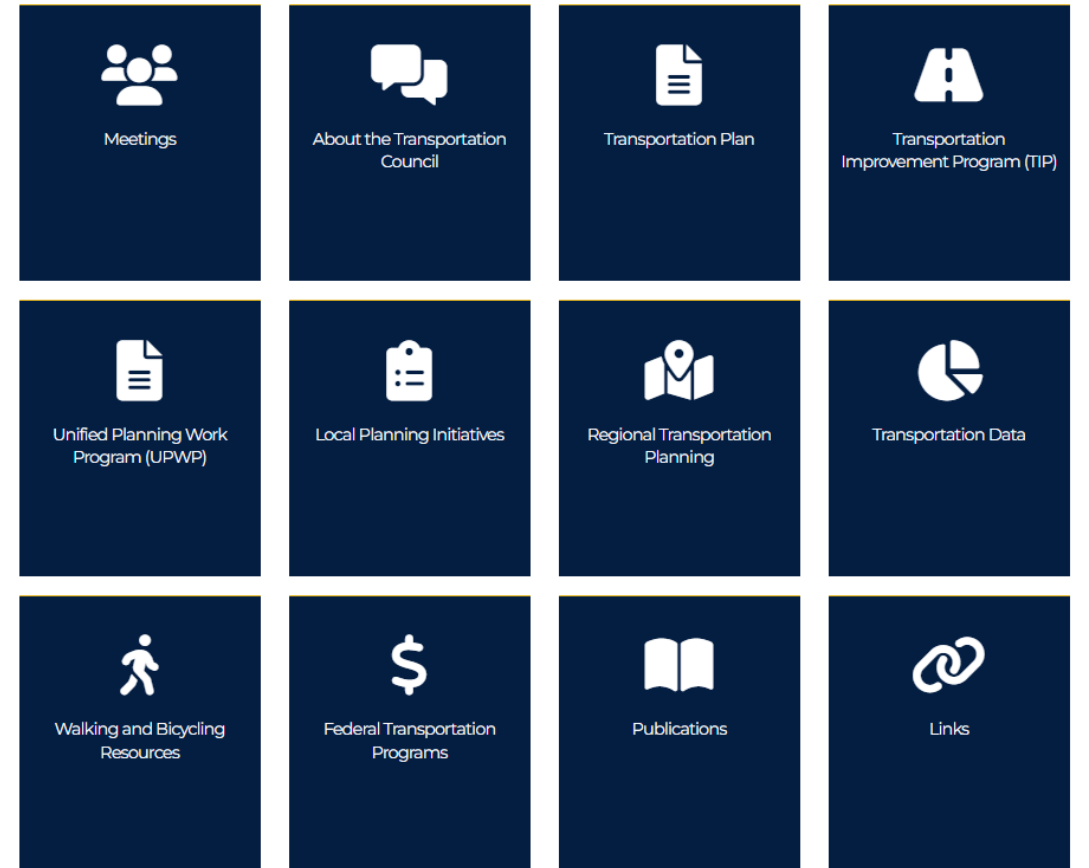 Meetings
About the Transportation
Council
Transportation Plan
Transportation
Improvement Program (TIP)
Unified Planning Work
Program (UPWP)
Local Planning Initiatives
Regional Transportation
Planning
Transportation Data
Walking and Bicycling
Resources
Federal Transportation
Programs
Publications
Links